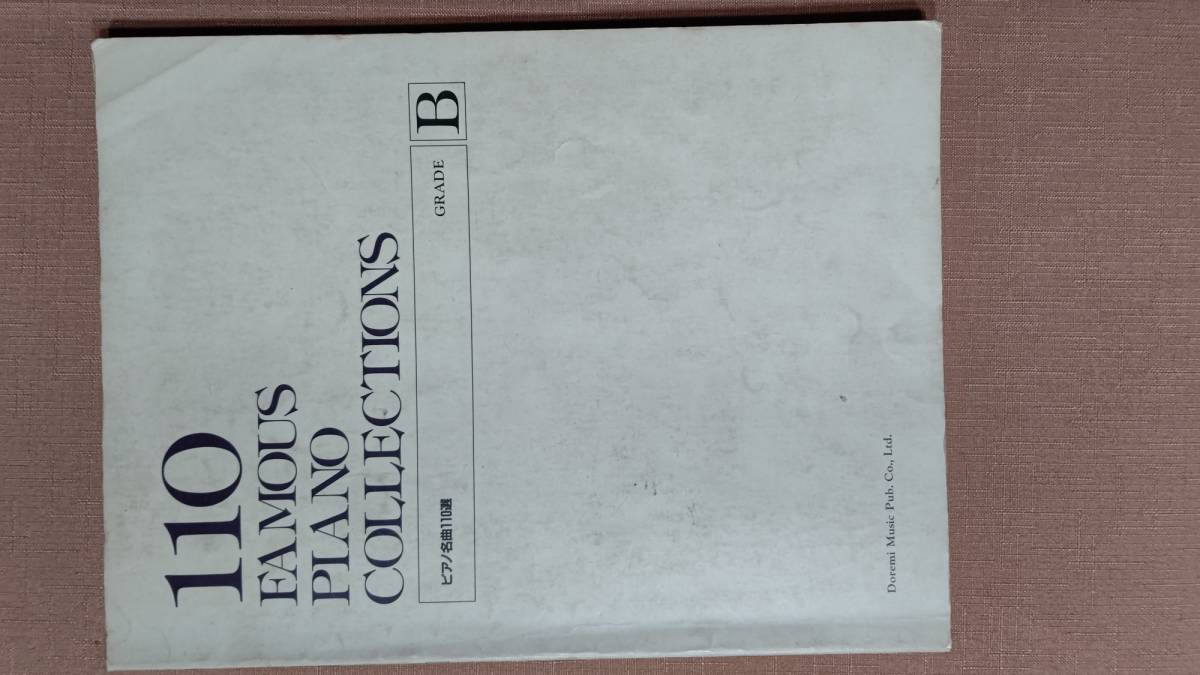 110
FAMOUS
PIANO
COLLECTIONS
ピアノ名曲110選 GRADE B
Doremi Music Pub. Co., Ltd.